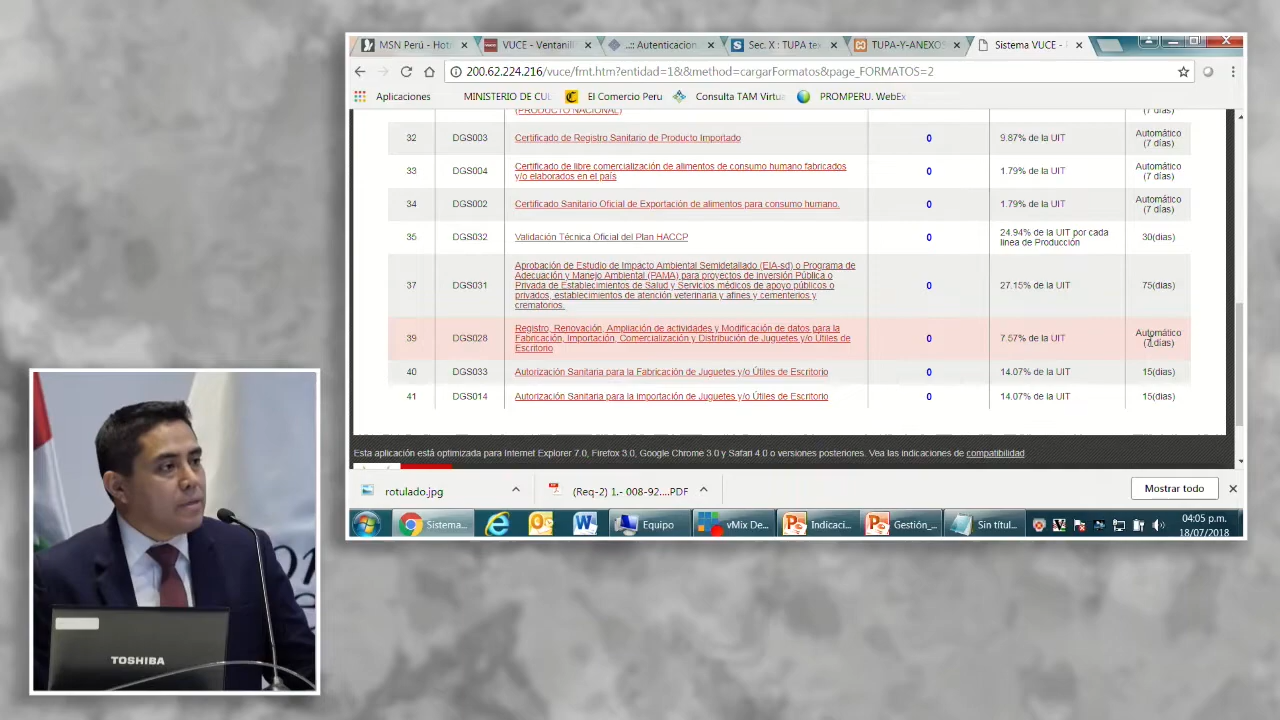 MSN Perú - Hotm
VUCE - Ventanill
..:: Autenticacion
Sec. X : TUPA tex
TUPA-Y-ANEXOS
Sistema VUCE -
200.62.224.216/vuce/frnt.htm?entidad=1&&method=cargarFormatos&page_FORMATOS=2
Aplicaciones
MINISTERIO DE CUL
El Comercio Peru
Consulta TAM Virtua
PROMPERU. WebEx
(PRODUCTO NACIONAL)
(7 días)
32
DGS003
Certificado de Registro Sanitario de Producto Importado
0
9.87% de la UIT
Automático
(7 días)
33
DGS004
Certificado de libre comercialización de alimentos de consumo humano fabricados
y/o elaborados en el país
0
1.79% de la UIT
Automático
(7 días)
34
DGS002
Certificado Sanitario Oficial de Exportación de alimentos para consumo humano.
0
1.79% de la UIT
Automático
(7 días)
35
DGS032
Validación Técnica Oficial del Plan HACCP
0
24.94% de la UIT por cada
linea de Producción
30(dias)
37
DGS031
Aprobación de Estudio de Impacto Ambiental Semidetallado (EIA-sd) o Programa de
Adecuación y Manejo Ambiental (PAMA) para proyectos de inversión Pública o
Privada de Establecimientos de Salud y Servicios médicos de apoyo públicos o
privados, establecimientos de atención veterinaria y afines y cementerios y
crematorios.
0
27.15% de la UIT
75(dias)
39
DGS028
Registro, Renovación, Ampliación de actividades y Modificación de datos para la
Fabricación, Importación, Comercialización y Distribución de Juguetes y/o Útiles de
Escritorio
0
7.57% de la UIT
Automático
(7 días)
40
DGS033
Autorización Sanitaria para la Fabricación de Juguetes y/o Útiles de Escritorio
0
14.07% de la UIT
15(dias)
41
DGS014
Autorización Sanitaria para la importación de Juguetes y/o Útiles de Escritorio
0
14.07% de la UIT
15(dias)
Esta aplicación está optimizada para Internet Explorer 7.0, Firefox 3.0, Google Chrome 3.0 y Safari 4.0 o versiones posteriores. Vea las indicaciones de compatibilidad.
rotulado.jpg
(Req-2) 1.- 008-92....PDF
Mostrar todo
Sistema...
Equipo
vMix De...
Indicaci...
Gestión_...
Sin títul...
04:05 p.m.
18/07/2018
TOSHIBA